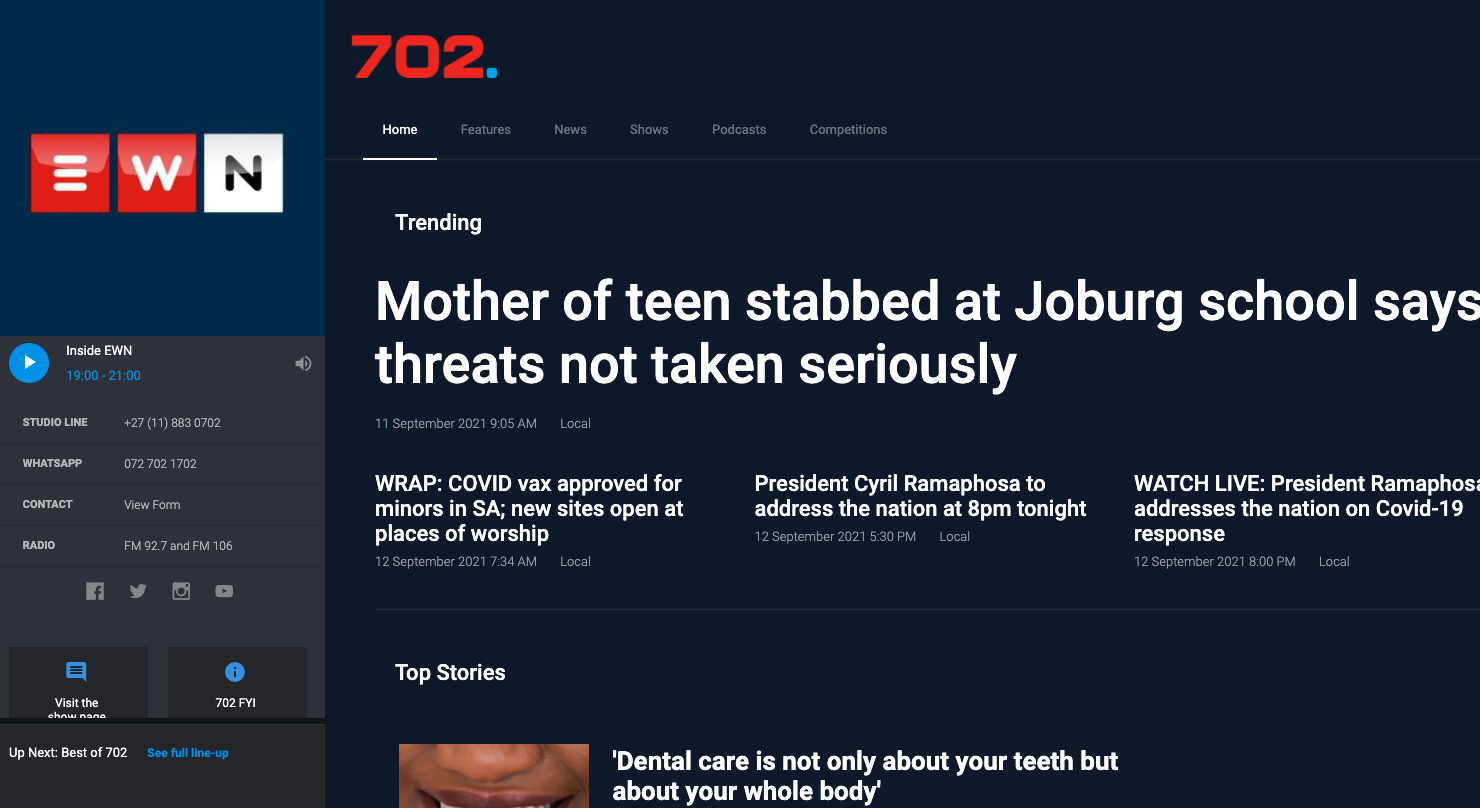 EWN
Inside EWN
19:00 - 21:00
STUDIO LINE +27 (11) 883 0702
WHATSAPP 072 702 1702
CONTACT View Form
RADIO FM 92.7 and FM 106
Visit the
show page
702 FYI
Up Next: Best of 702 See full line-up
702.
Home Features News Shows Podcasts Competitions
Trending
Mother of teen stabbed at Joburg school says
threats not taken seriously
11 September 2021 9:05 AM Local
WRAP: COVID vax approved for
minors in SA; new sites open at
places of worship
12 September 2021 7:34 AM Local
President Cyril Ramaphosa to
address the nation at 8pm tonight
12 September 2021 5:30 PM Local
WATCH LIVE: President Ramaphosa
addresses the nation on Covid-19
response
12 September 2021 8:00 PM Local
Top Stories
'Dental care is not only about your teeth but
about your whole body'